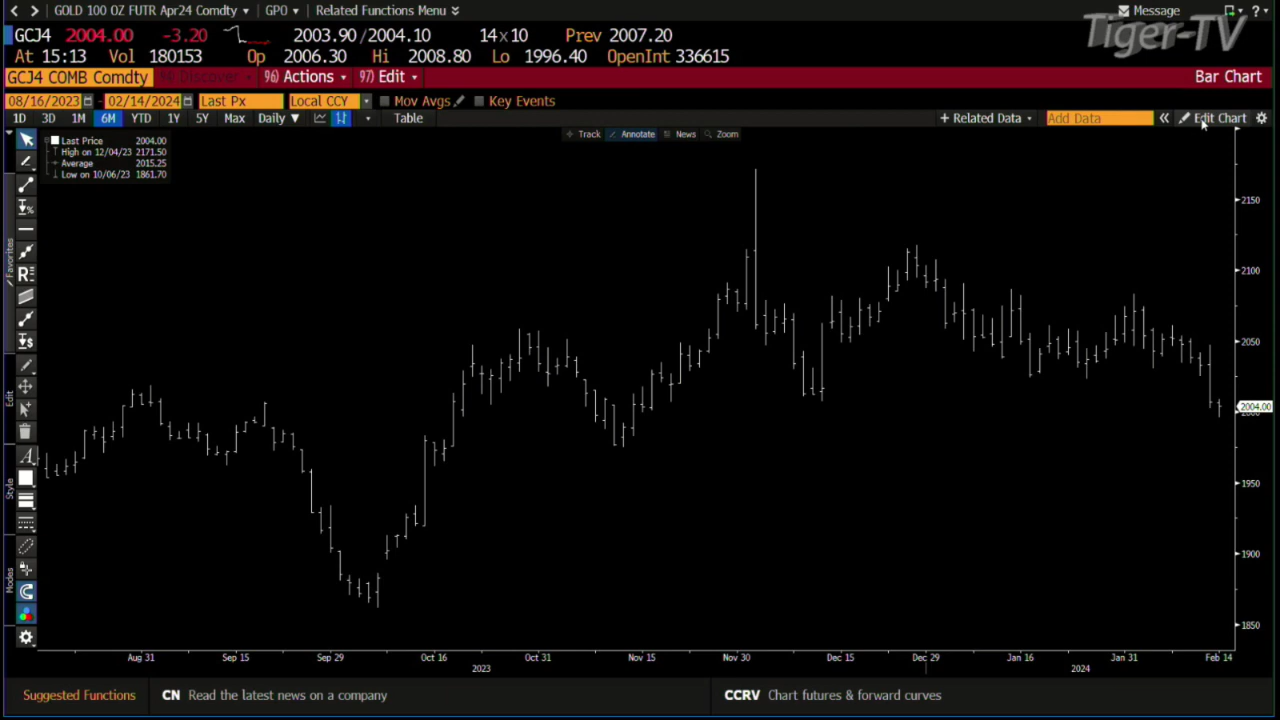 GOLD 100 OZ FUTR Apr24 Comdty GPO Related Functions Menu Message ?
GCJ4 2004.00 -3.20 2003.90/2004.10 14x10 Prev 2007.20
At 15:13 Vol 180153 Op 2006.30 Hi 2008.80 Lo 1996.40 OpenInt 336615
Tiger-TV
GCJ4 COMB Comdty Discover 96) Actions 97) Edit Bar Chart
08/16/2023 - 02/14/2024 Last Px Local CCY Mov Avgs Key Events
1D 3D 1M 6M YTD 1Y 5Y Max Daily ▼ Table + Related Data Add Data « Edit Chart
Track Annotate News Zoom
Last Price 2004.00
High on 12/04/23 2171.50
Average 2015.25
Low on 10/06/23 1861.70
Favorites
Edit
Style
Modes
2150
2100
2050
2004.00
2000
1950
1900
1850
Aug 31 Sep 15 Sep 29 Oct 16 Oct 31 Nov 15 Nov 30 Dec 15 Dec 29 Jan 16 Jan 31 Feb 14
2023 2024
Suggested Functions CN Read the latest news on a company CCRV Chart futures & forward curves